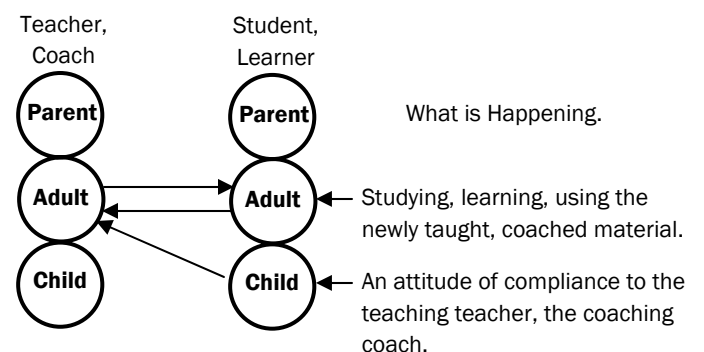 Teacher,
Coach
Student,
Learner
Parent
Parent
What is Happening.
Adult
Adult
Studying, learning, using the
newly taught, coached material.
Child
Child
An attitude of compliance to the
teaching teacher, the coaching
coach.